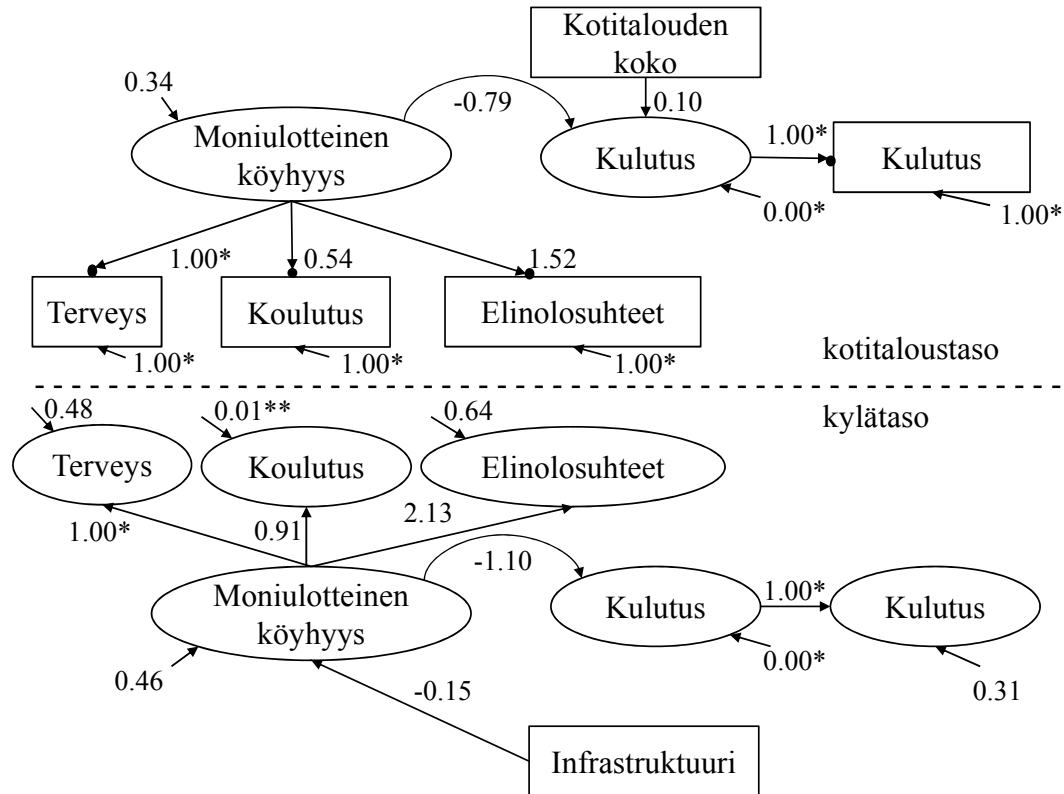 Kotitalouden
koko
0.34
-0.79
0.10
Moniulotteinen
köyhyys
Kulutus
1.00*
Kulutus
0.00*
1.00*
1.00*
0.54
1.52
Terveys
Koulutus
Elinolosuhteet
1.00*
1.00*
1.00*
kotitaloustaso
kylätaso
0.48
0.01**
0.64
Terveys
Koulutus
Elinolosuhteet
1.00*
0.91
2.13
-1.10
Moniulotteinen
köyhyys
Kulutus
1.00*
Kulutus
0.46
-0.15
0.00*
0.31
Infrastruktuuri